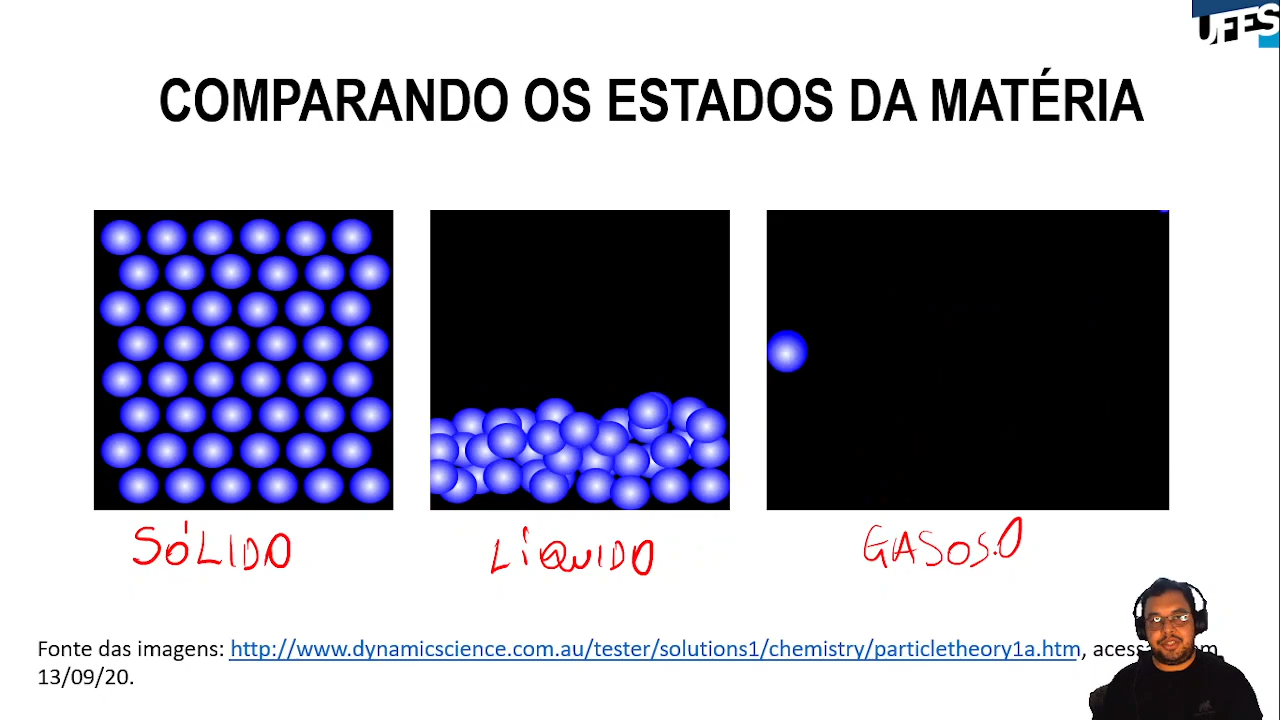 UFES
COMPARANDO OS ESTADOS DA MATÉRIA
SÓLIDO
LÍQUIDO
GASOSO
Fonte das imagens: http://www.dynamicscience.com.au/tester/solutions1/chemistry/particletheory1a.htm,
13/09/20.